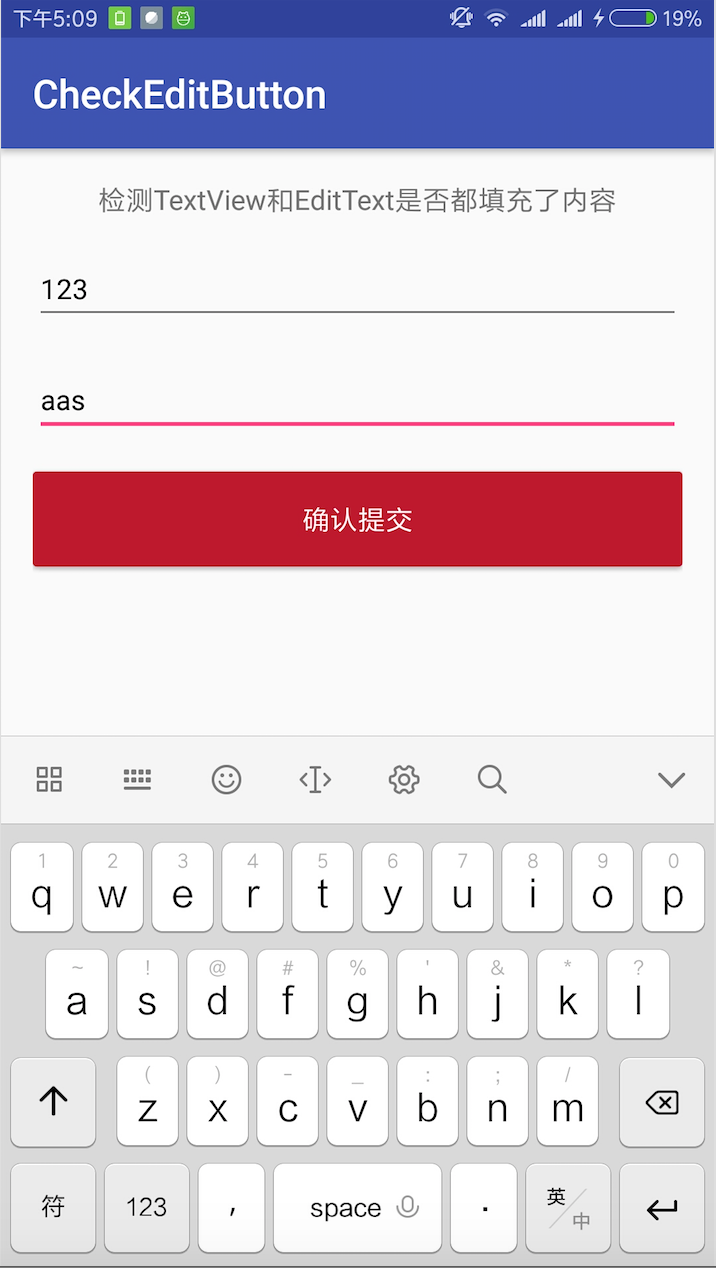 下午5:09 19%
CheckEditButton
检测TextView和EditText是否都填充了内容
123
aas
确认提交
1 2 3 4 5 6 7 8 9 0
q w e r t y u i o p
~ ! @ # % ' & * ?
a s d f g h j k l
( ) - _ : ; /
z x c v b n m
符 123 , space . 英/中